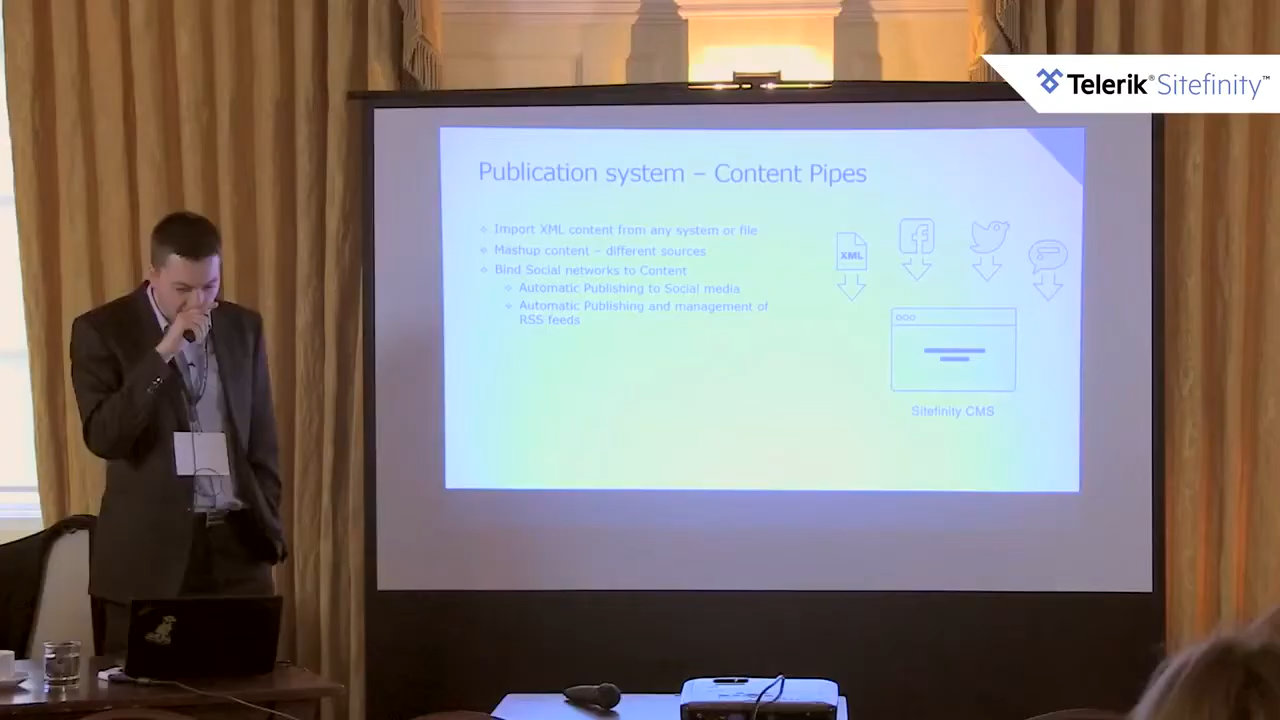 Telerik® Sitefinity™
Publication system – Content Pipes
Import XML content from any system or file
Mashup content – different sources
Bind Social networks to Content
Automatic Publishing to Social media
Automatic Publishing and management of
RSS feeds
XML
Sitefinity CMS